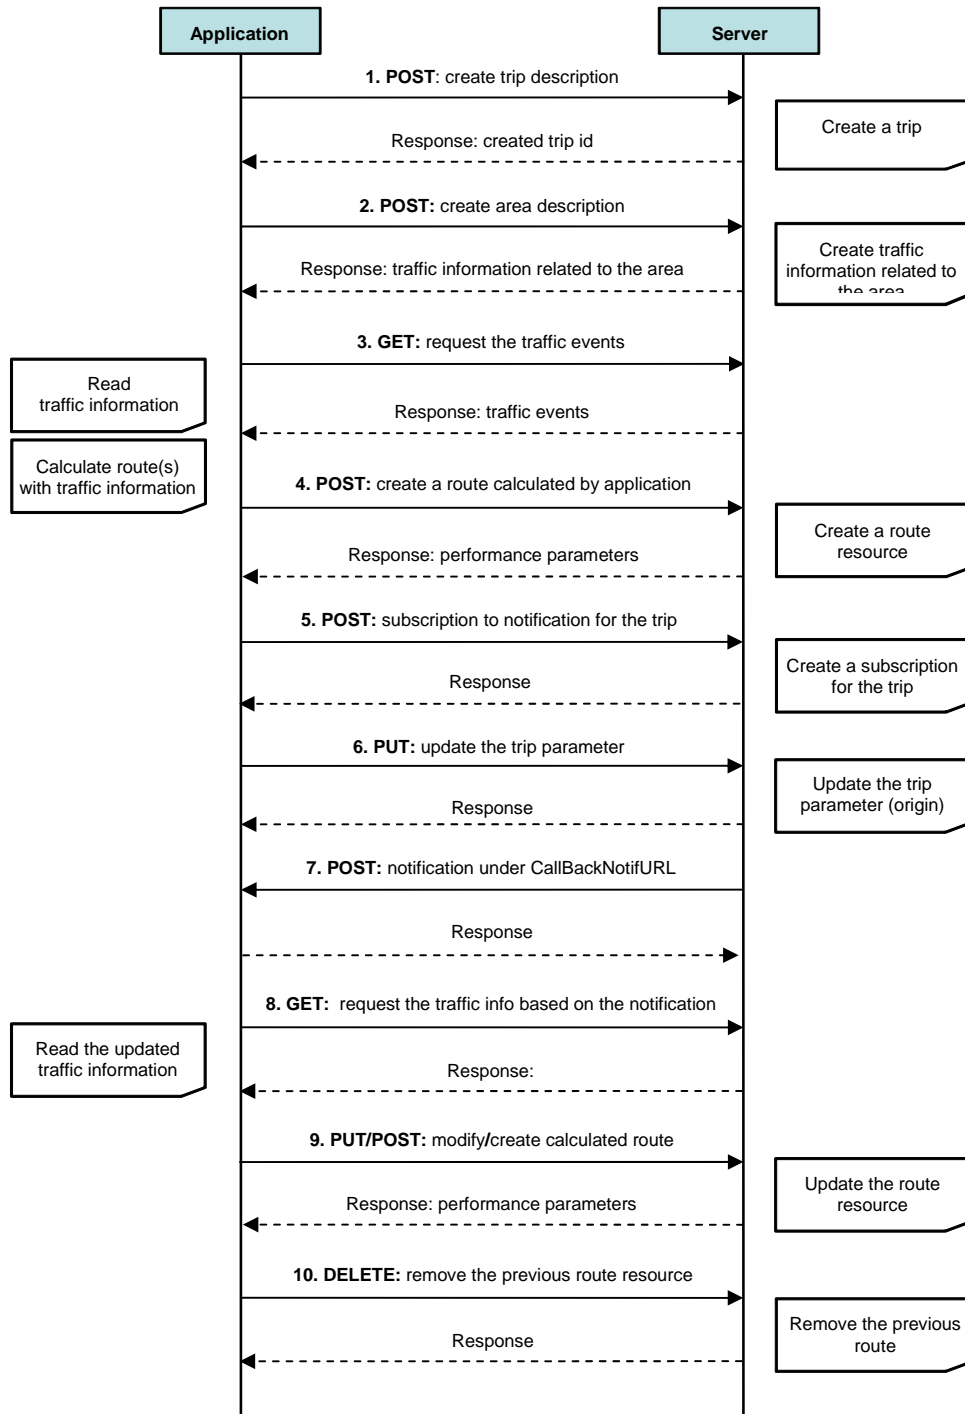 Application
Server
1. POST: create trip description
Create a trip
Response: created trip id
2. POST: create area description
Create traffic
information related to
the area
Response: traffic information related to the area
3. GET: request the traffic events
Read
traffic information
Response: traffic events
Calculate route(s)
with traffic information
4. POST: create a route calculated by application
Create a route
resource
Response: performance parameters
5. POST: subscription to notification for the trip
Create a subscription
for the trip
Response
6. PUT: update the trip parameter
Update the trip
parameter (origin)
Response
7. POST: notification under CallBackNotifURL
Response
8. GET:  request the traffic info based on the notification
Read the updated
traffic information
Response:
9. PUT/POST: modify/create calculated route
Update the route
resource
Response: performance parameters
10. DELETE: remove the previous route resource
Remove the previous
route
Response